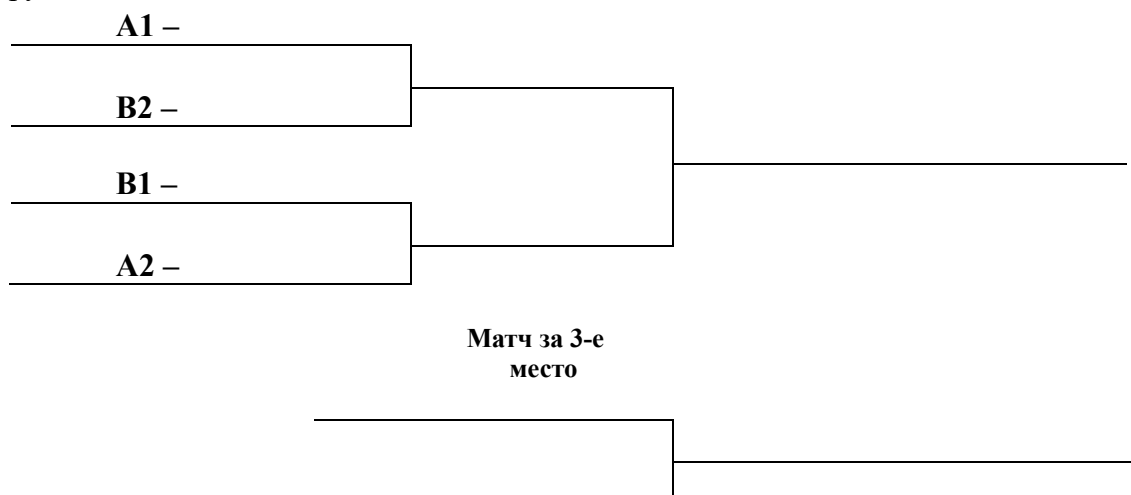 A1 –
B2 –
B1 –
A2 –
Матч за 3-е
место